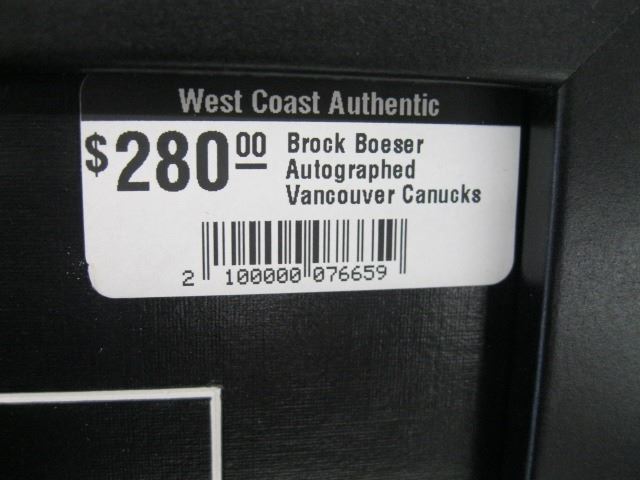 West Coast Authentic
$280 00
Brock Boeser
Autographed
Vancouver Canucks
2 100000 076659